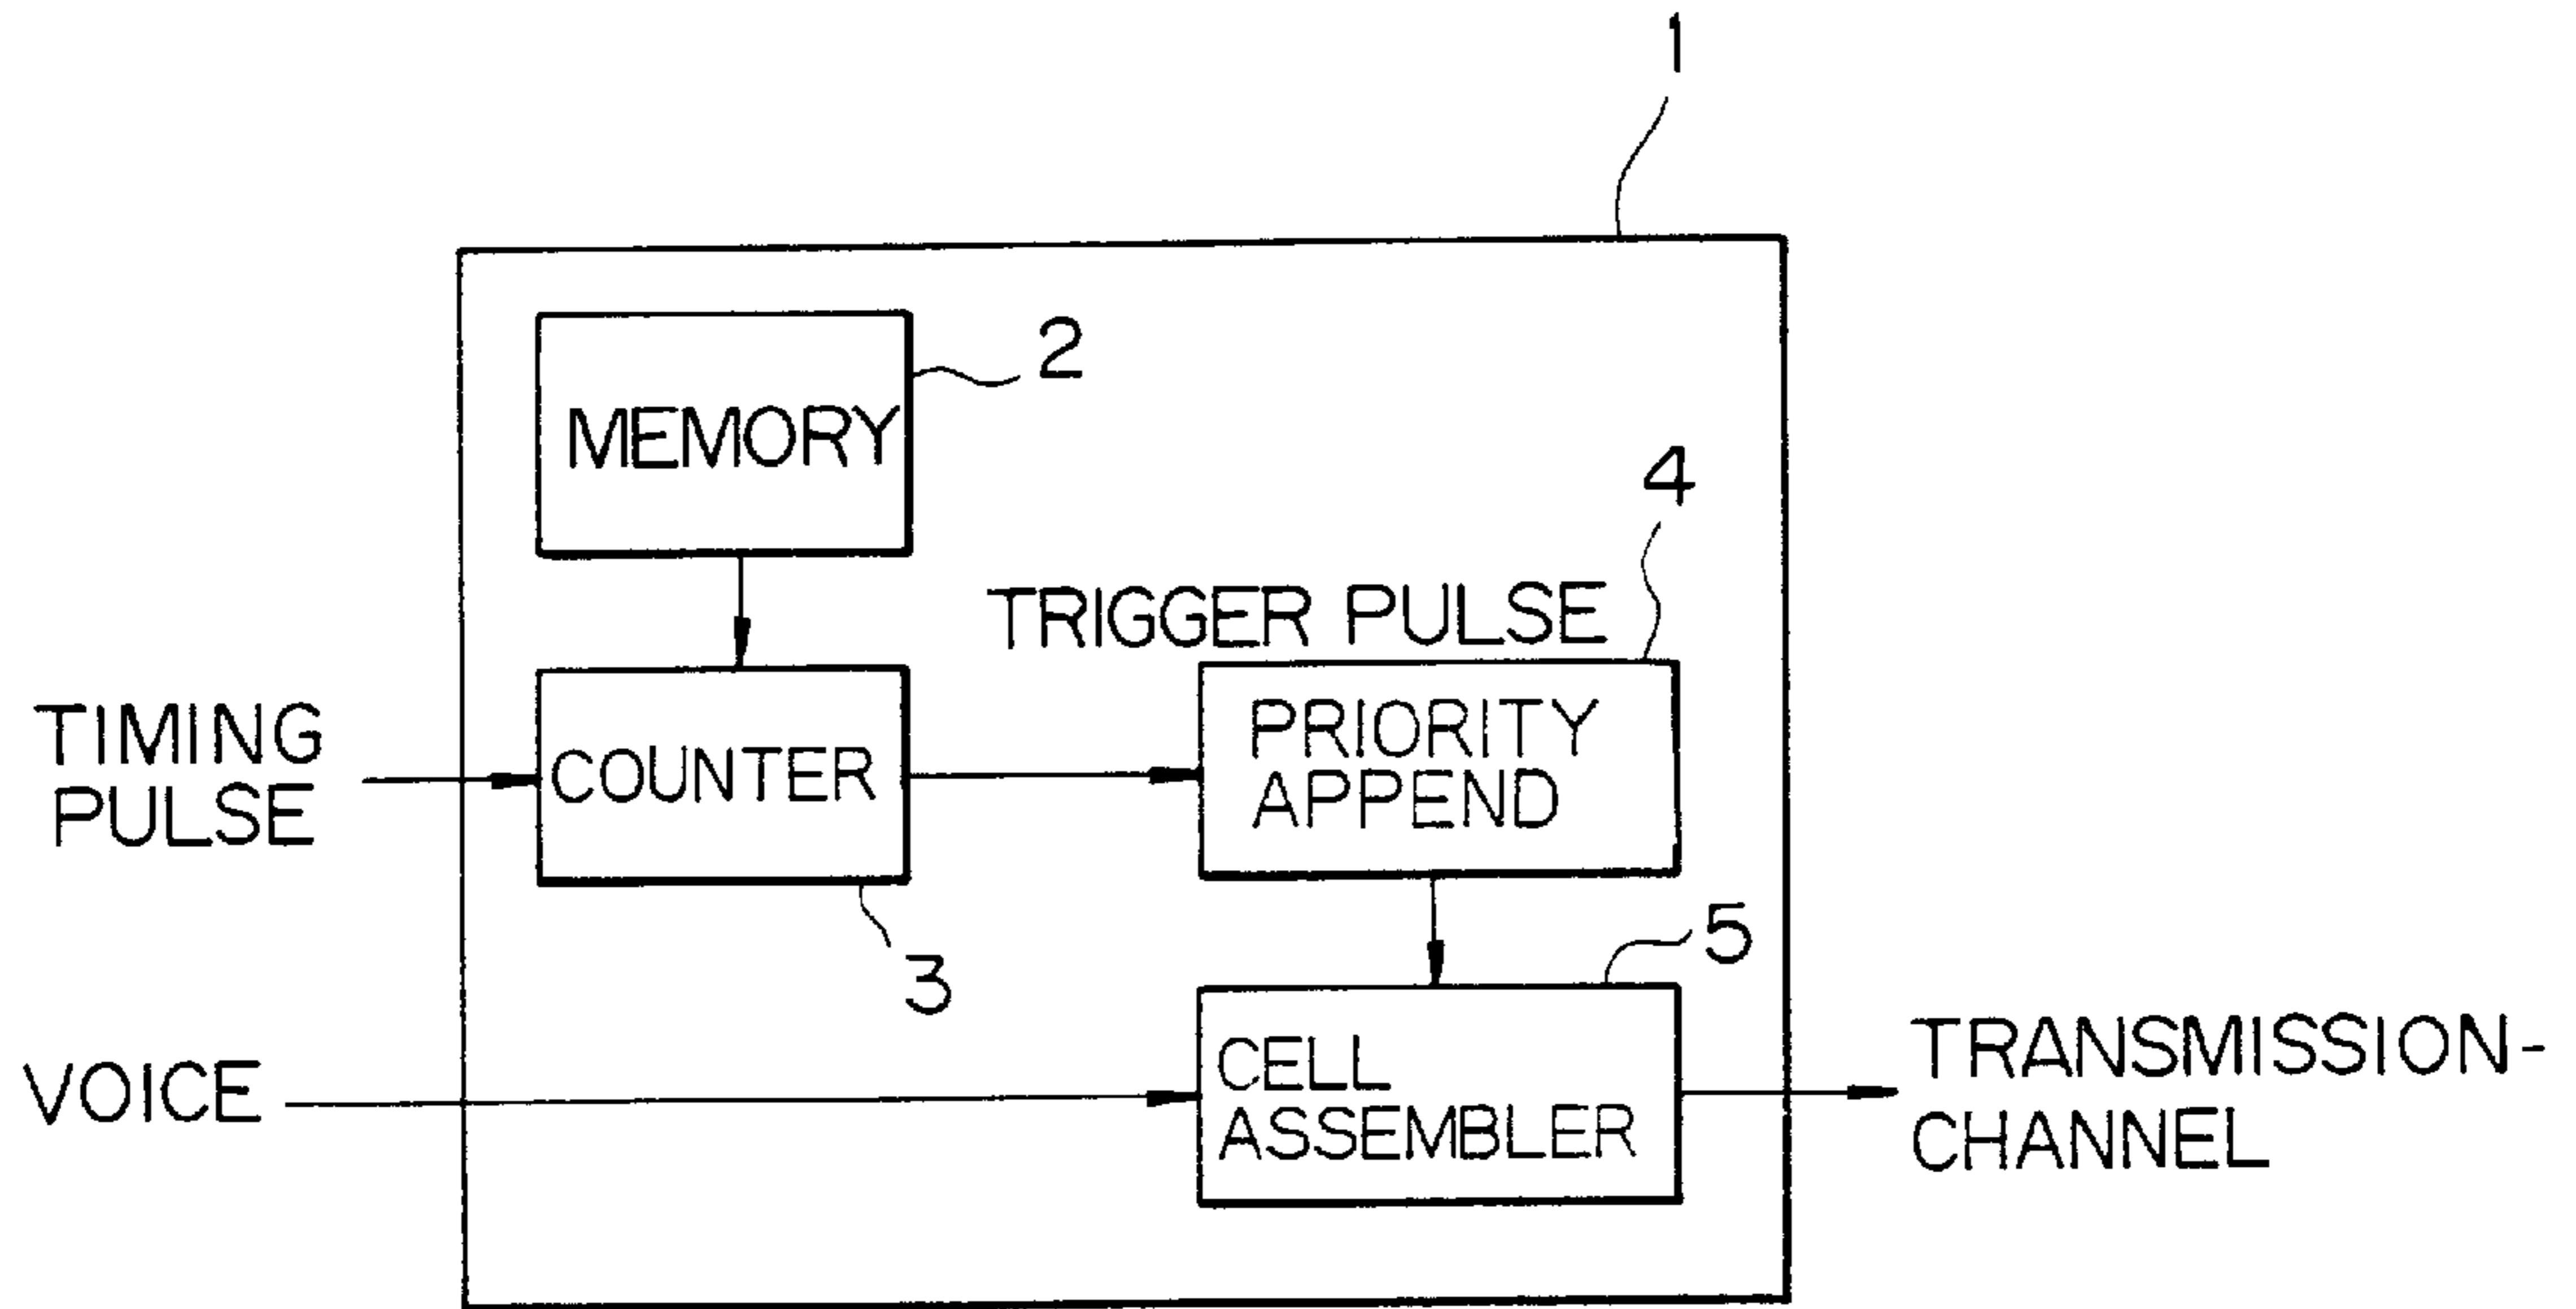 1
MEMORY
2
4
TRIGGER PULSE
TIMING
PULSE
COUNTER
PRIORITY
APPEND
3
5
VOICE
CELL
ASSEMBLER
TRANSMISSION-
CHANNEL